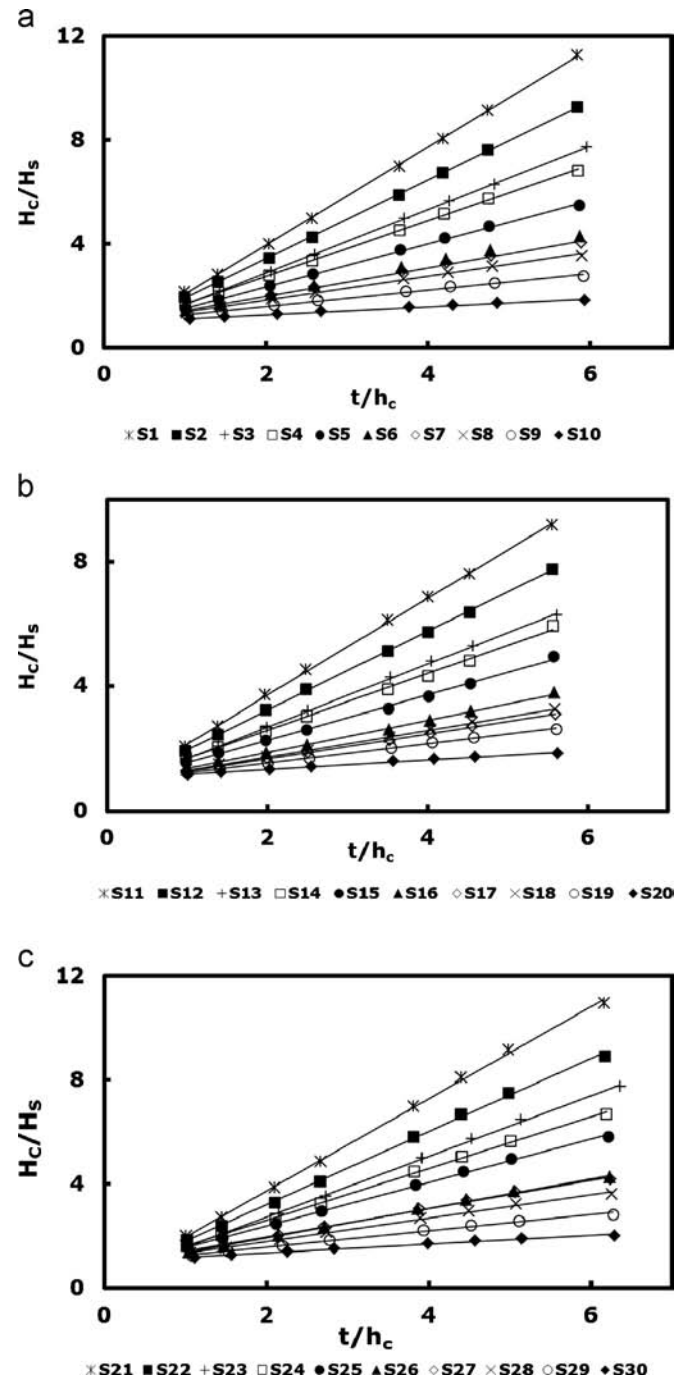 a
12
8
4
0
H_C/H_S
0 2 4 6
t/h_c
S1 S2 S3 S4 S5 S6 S7 S8 S9 S10
b
8
4
0
H_C/H_S
0 2 4 6
t/h_c
S11 S12 S13 S14 S15 S16 S17 S18 S19 S20
c
12
8
4
0
H_C/H_S
0 2 4 6
t/h_c
S21 S22 S23 S24 S25 S26 S27 S28 S29 S30